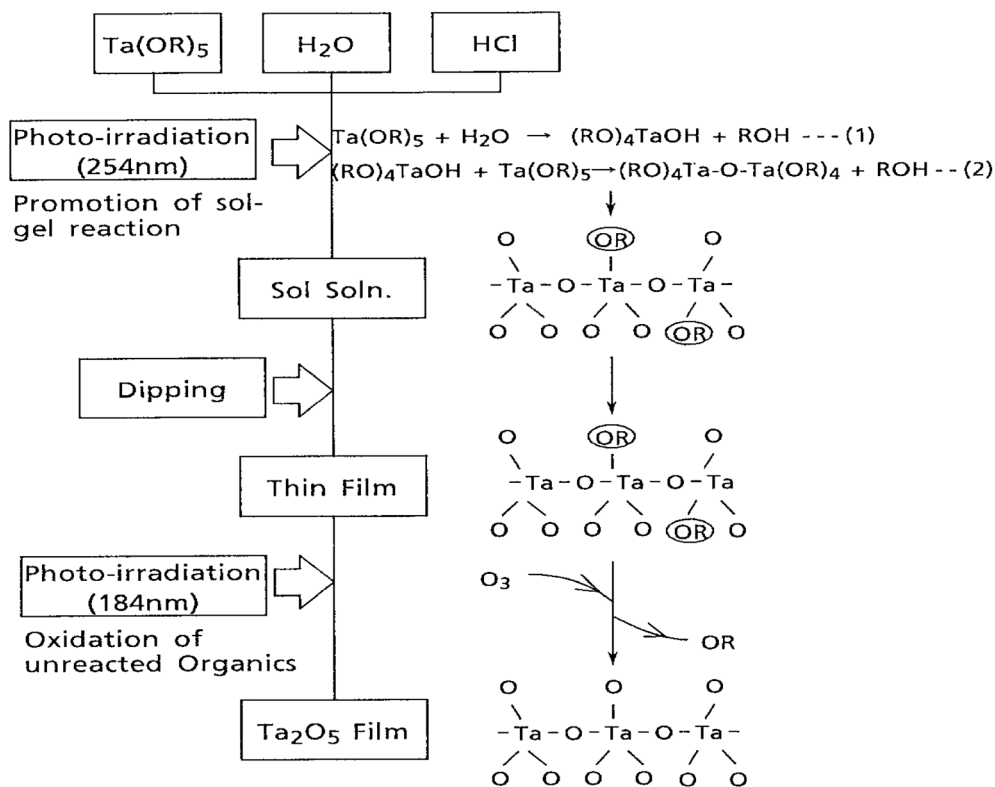 Ta(OR)5 H2O HCl
Photo-irradiation
(254nm)
Promotion of sol-
gel reaction
Ta(OR)5 + H2O → (RO)4TaOH + ROH ---(1)
(RO)4TaOH + Ta(OR)5→(RO)4Ta-O-Ta(OR)4 + ROH--(2)
Sol Soln.
O OR O
-Ta-O-Ta-O-Ta-
O O O O OR O
Dipping
Thin Film
O OR O
-Ta-O-Ta-O-Ta
O O O O OR O
Photo-irradiation
(184nm)
Oxidation of
unreacted Organics
O3
OR
Ta2O5 Film
O O O
-Ta-O-Ta-O-Ta-
O O O O O O